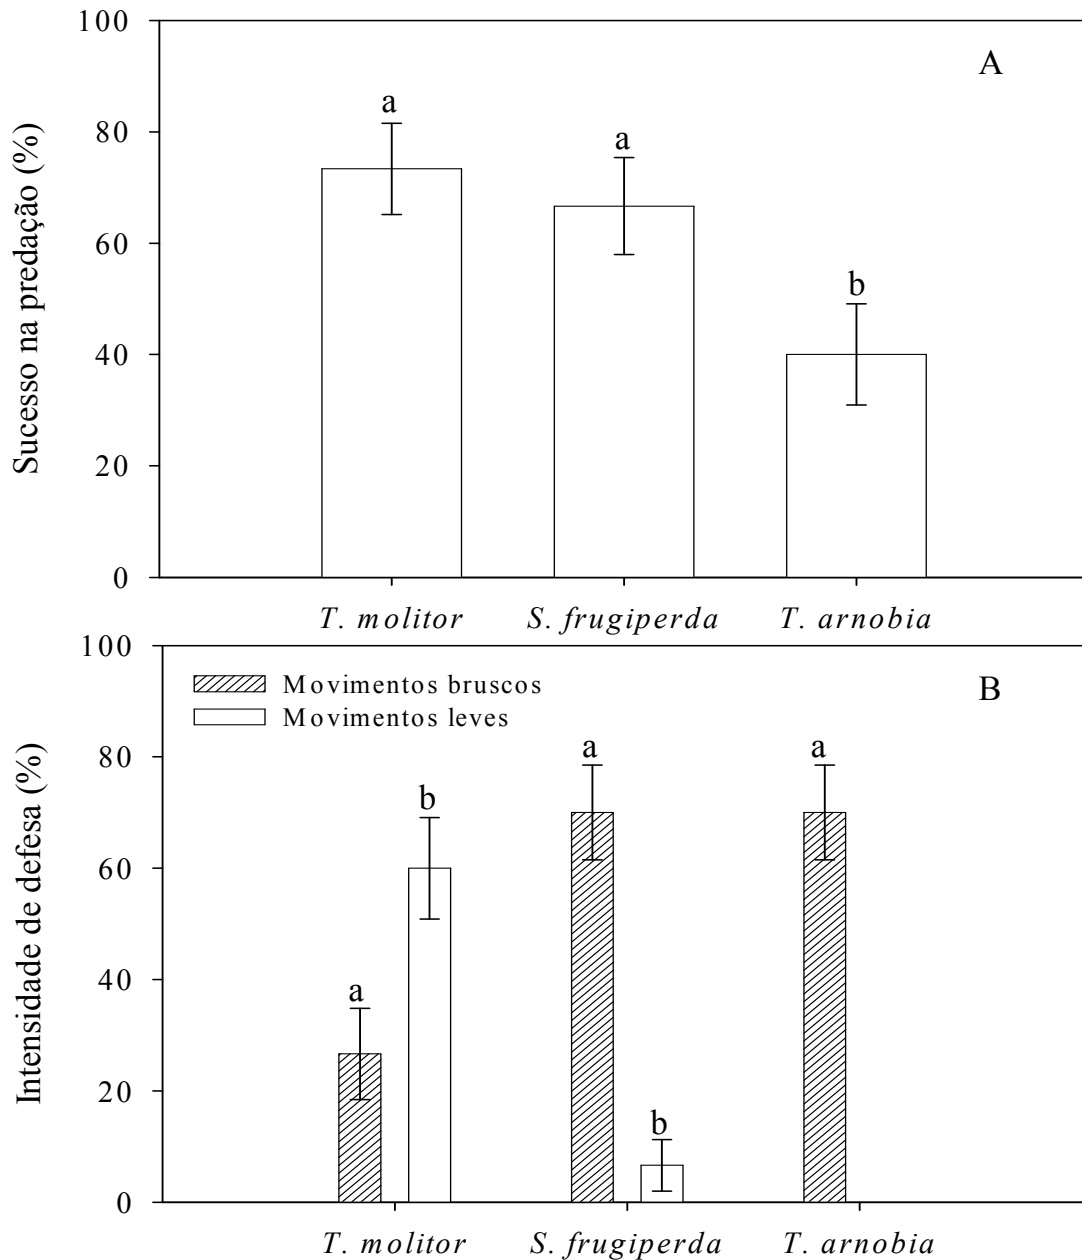 100
A
a
80
a
60
b
40
20
0
Sucesso na predação (%)
T. molitor S. frugiperda T. arnobia
100
Movimentos bruscos
B
Movimentos leves
a a
80
b
60
40
a
20
b
0
Intensidade de defesa (%)
T. molitor S. frugiperda T. arnobia